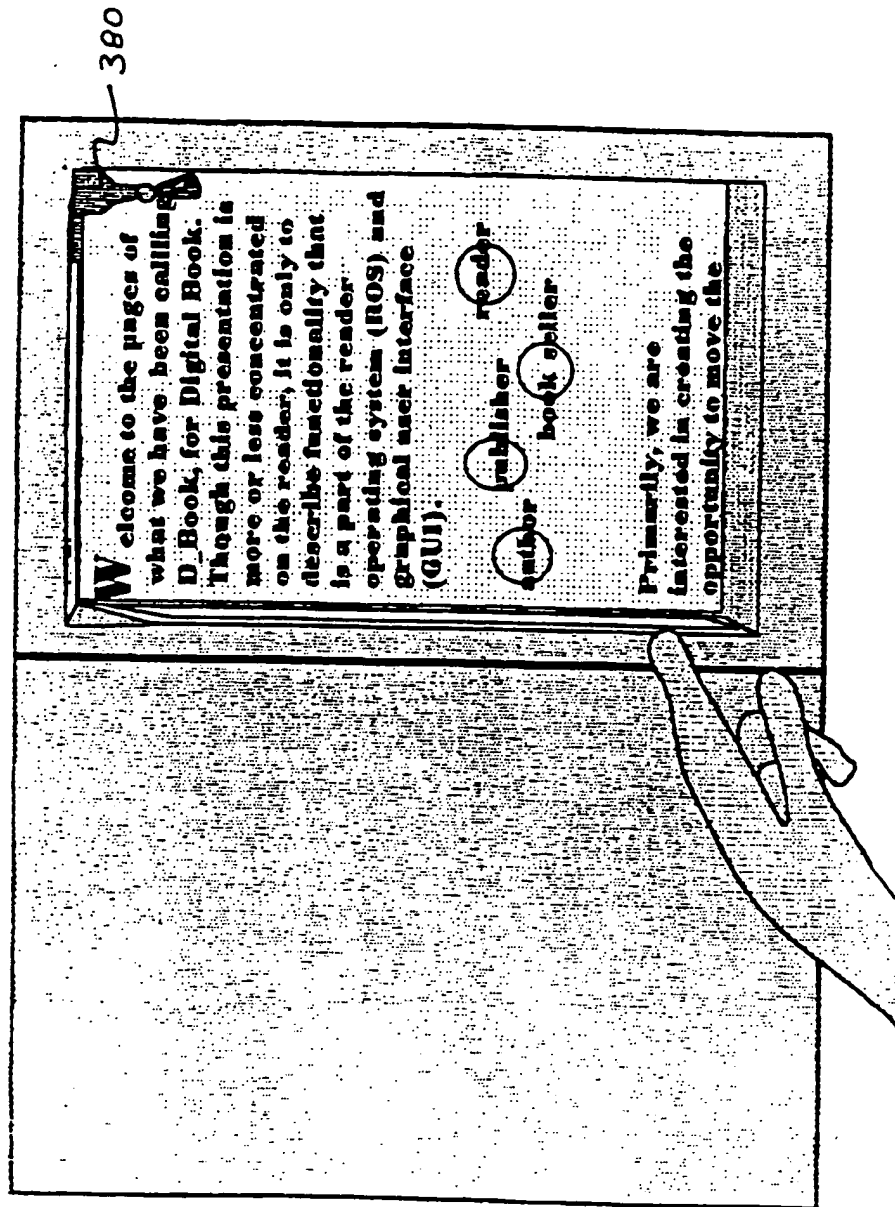 380
Welcome to the pages of
what we have been callling
D_Book, for Digital Book.
Though this presentation is
more or less concentrated
on the reader, it is only to
describe functionality that
is a part of the reader
operating system (ROS) and
graphical user interface
(GUI).
author publisher reader
book seller
Primarily, we are
interested in creating the
opportunity to move the